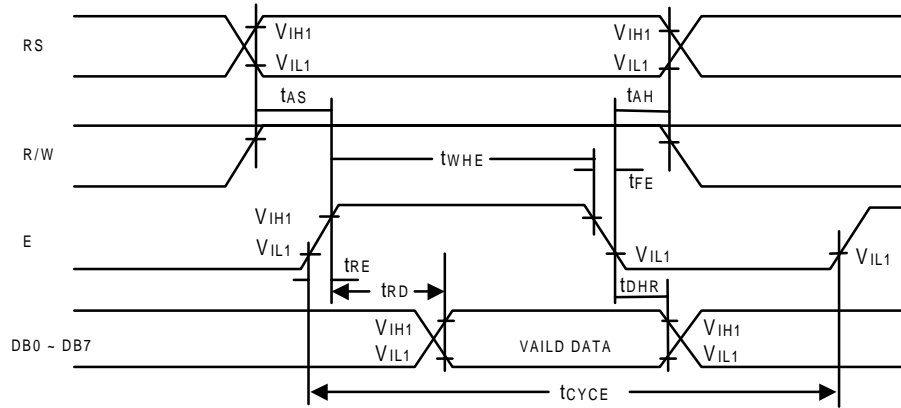 RS
VIH1
VIL1
VIH1
VIL1
tAS
tAH
R/W
tWHE
tFE
E
VIH1
VIL1
VIL1
VIL1
tRE
tRD
tDHR
DB0 ~ DB7
VIH1
VIL1
VAILD DATA
VIH1
VIL1
tCYCE